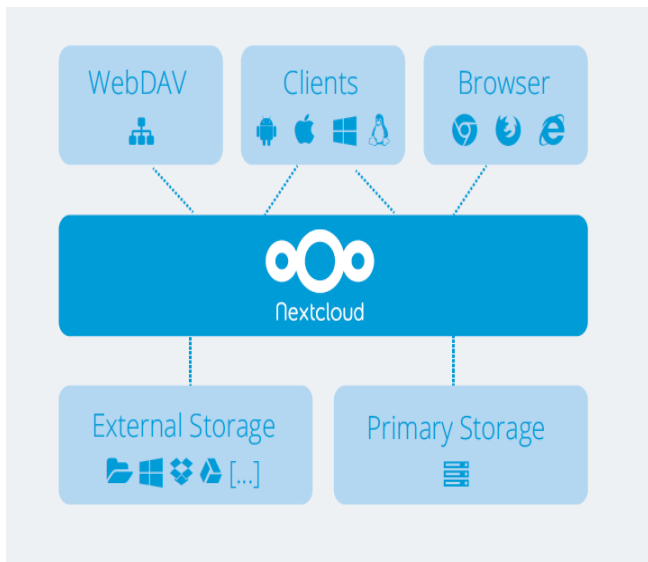 WebDAV
Clients
Browser
Nextcloud
External Storage
[...]
Primary Storage